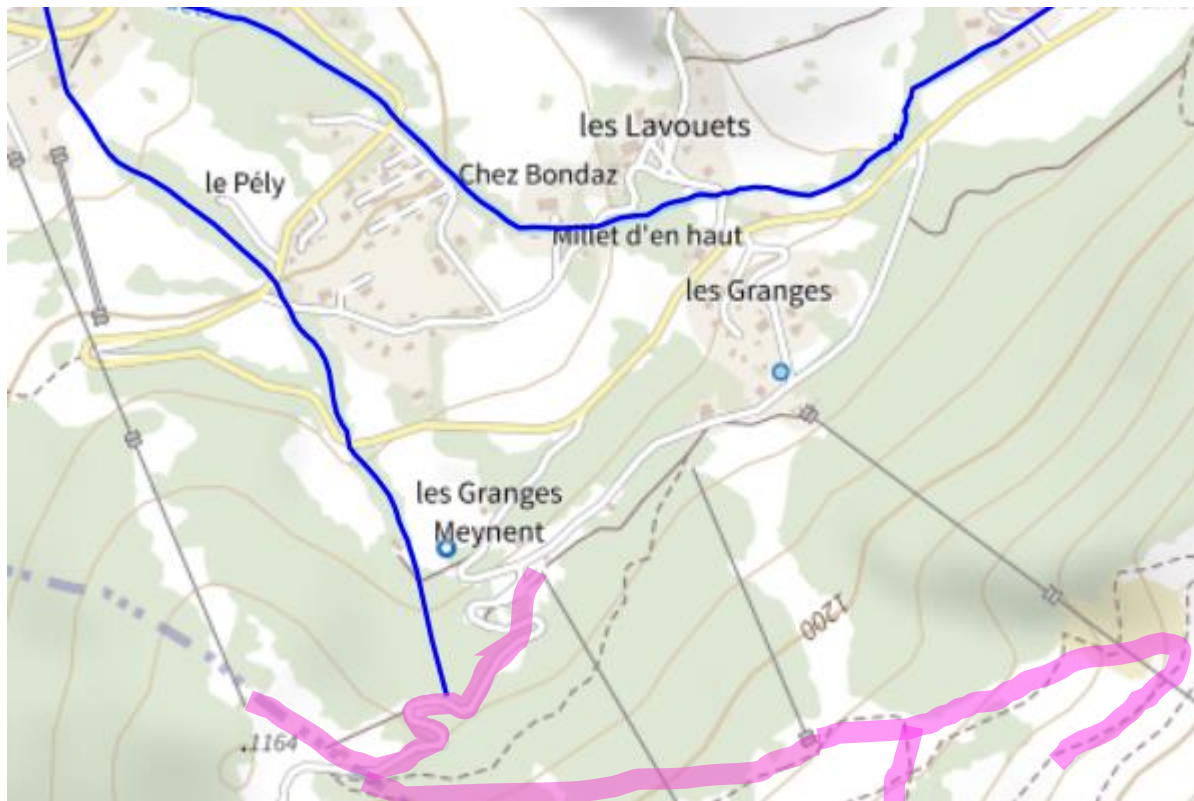 les Lavouets
Chez Bondaz
le Pély
Millet d'en haut
les Granges
les Granges
Meynent
1200
.1164